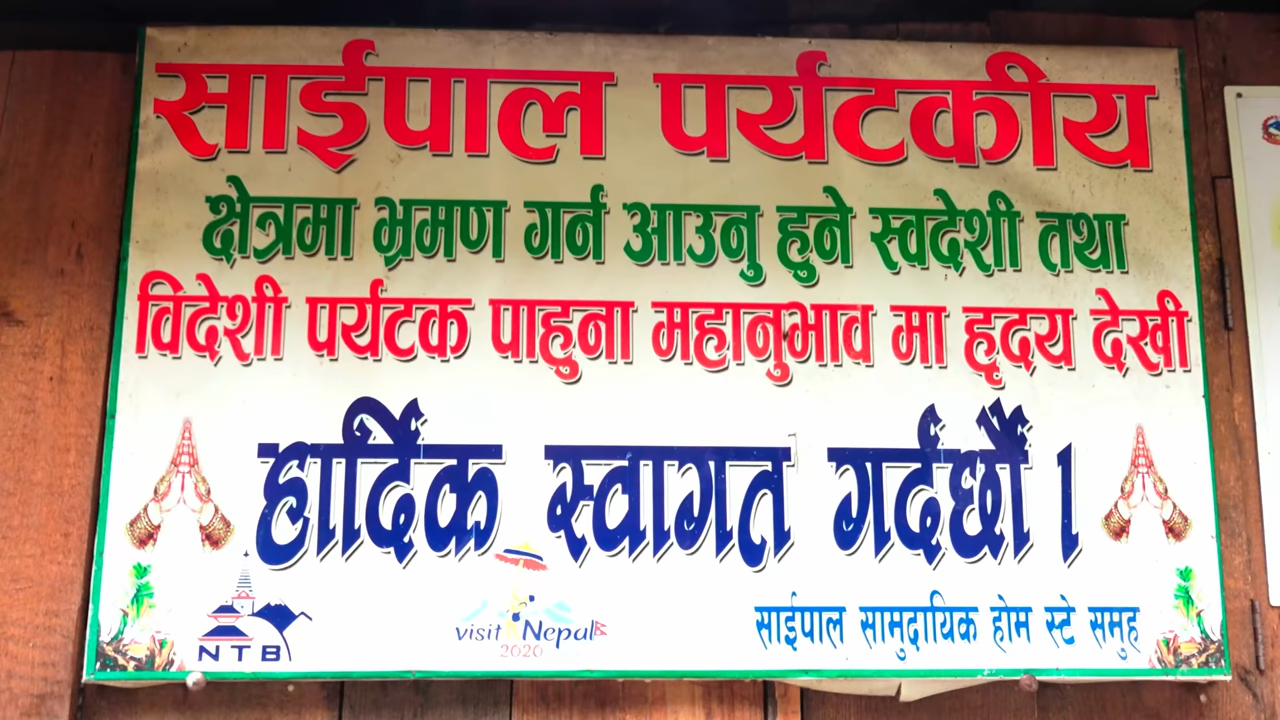 साईपाल पर्यटकीय
क्षेत्रमा भ्रमण गर्न आउनु हुने स्वदेशी तथा
विदेशी पर्यटक पाहुना महानुभाव मा हृदय देखी
हार्दिक स्वागत गर्दछौं ।
NTB
visit Nepal
2020
साईपाल सामुदायिक होम स्टे समुह